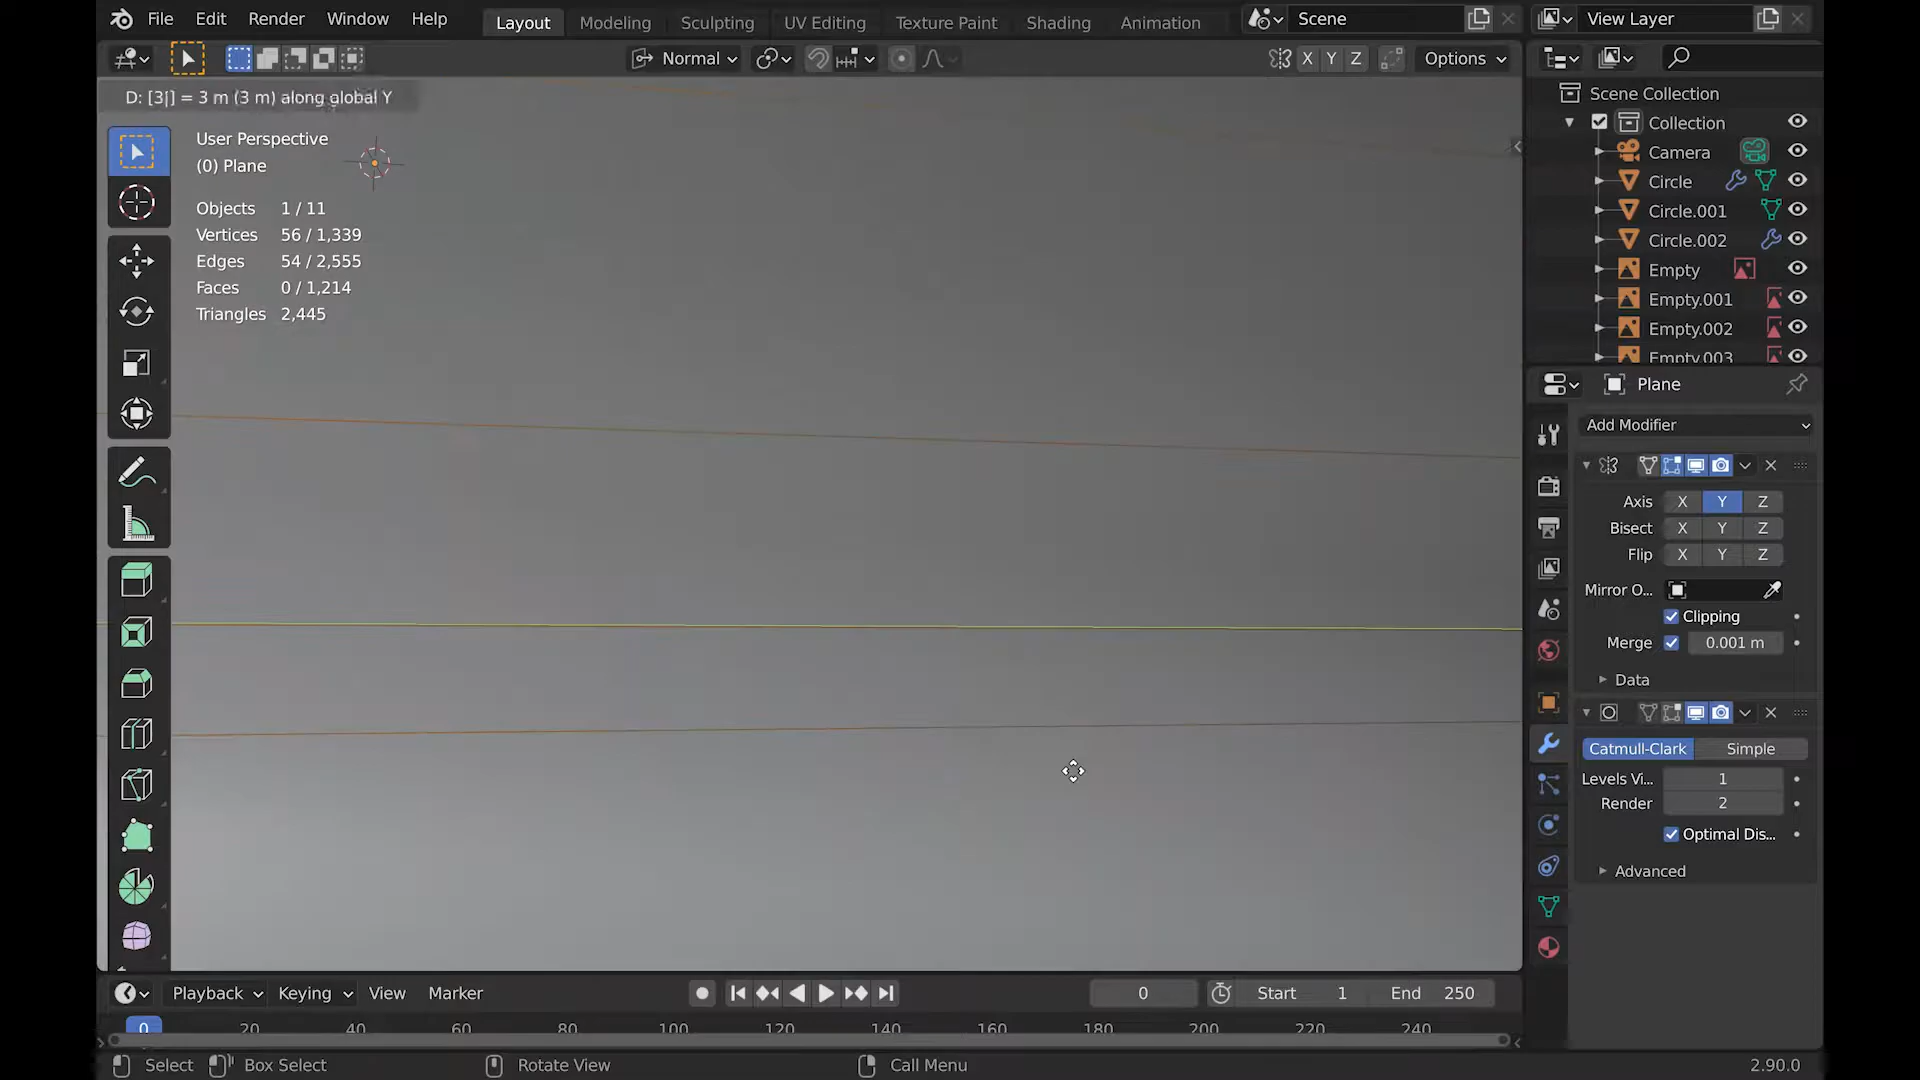 File Edit Render Window Help Layout Modeling Sculpting UV Editing Texture Paint Shading Animation Scene View Layer
Normal X Y Z Options
D: [3|] = 3 m (3 m) along global Y
User Perspective
(0) Plane
Objects 1 / 11
Vertices 56 / 1,339
Edges 54 / 2,555
Faces 0 / 1,214
Triangles 2,445
Scene Collection
Collection
Camera
Circle
Circle.001
Circle.002
Empty
Empty.001
Empty.002
Empty.003
Plane
Add Modifier
Axis X Y Z
Bisect X Y Z
Flip X Y Z
Mirror O...
Clipping
Merge 0.001 m
Data
Catmull-Clark Simple
Levels Vi... 1
Render 2
Optimal Dis...
Advanced
Playback Keying View Marker 0 Start 1 End 250
0 20 40 60 80 100 120 140 160 180 200 220 240
Select Box Select Rotate View Call Menu 2.90.0